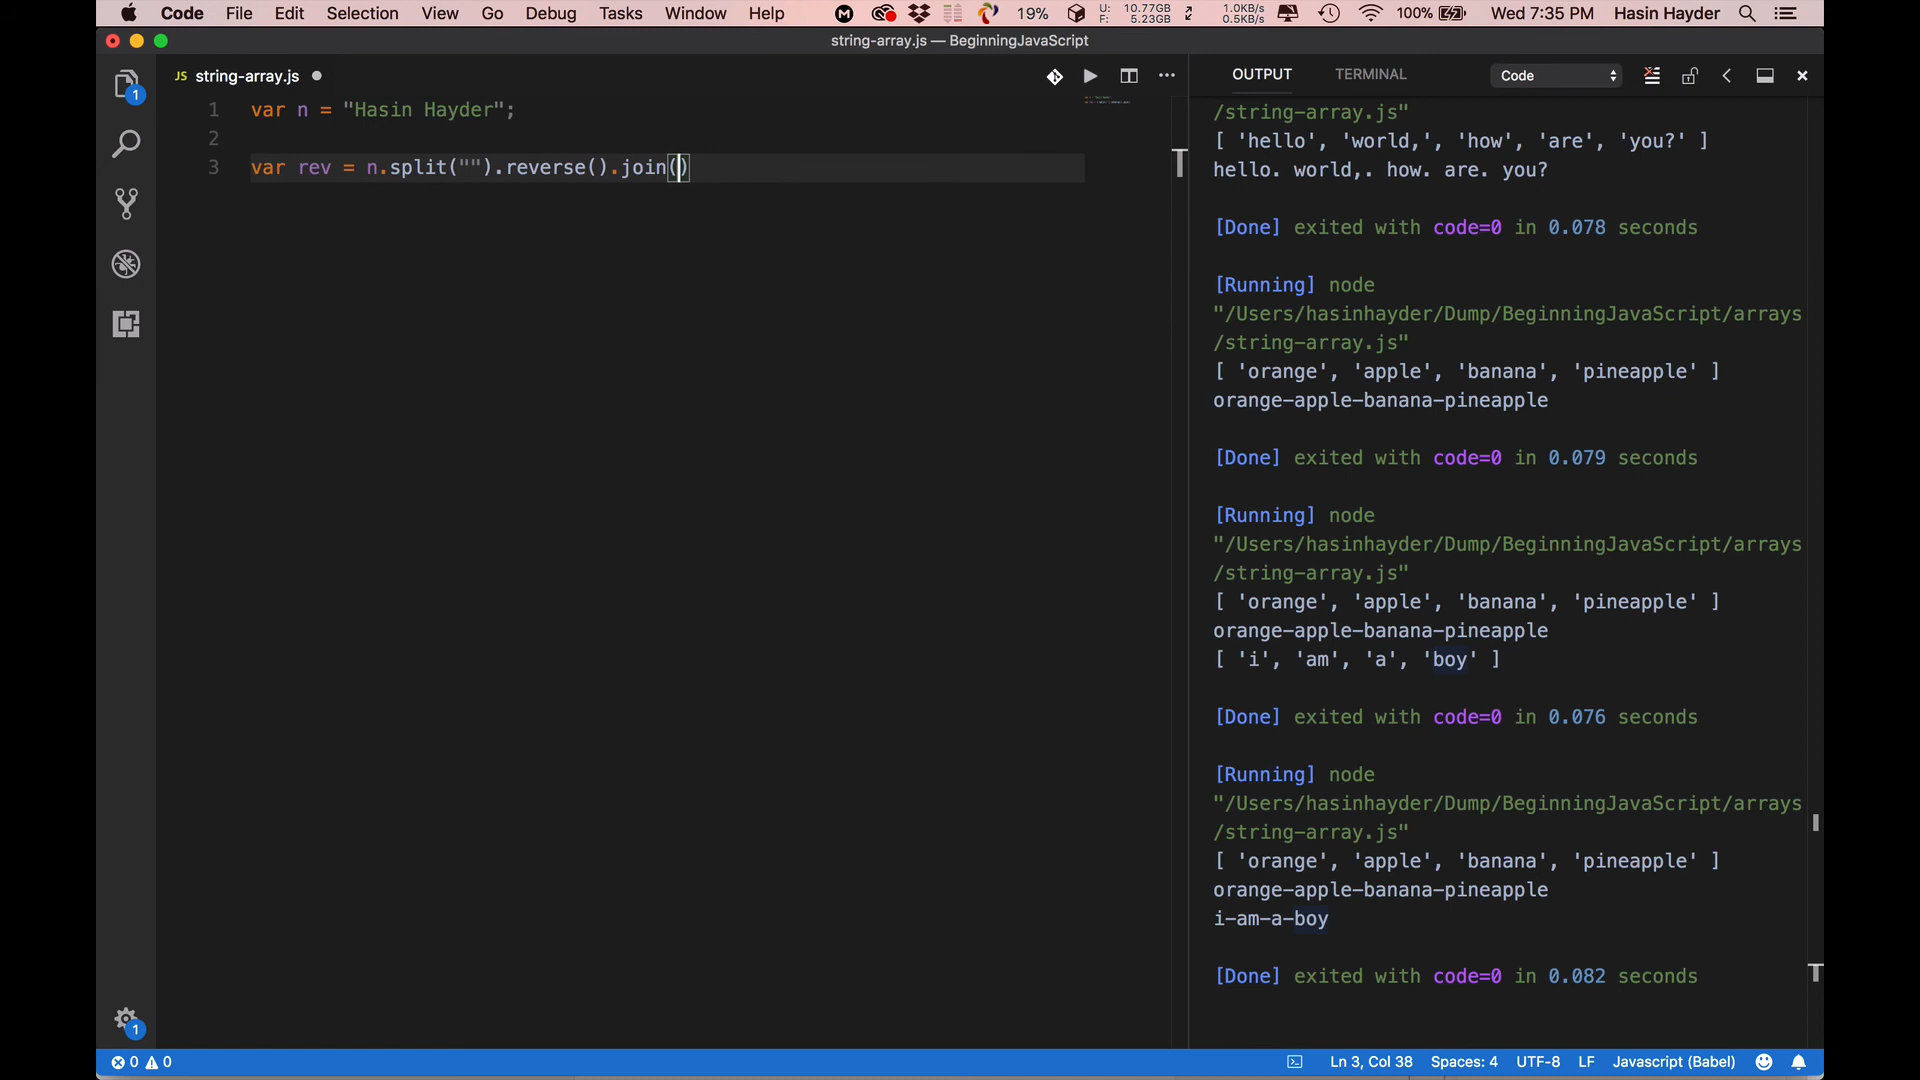 Code File Edit Selection View Go Debug Tasks Window Help 19% U: 10.77GB F: 5.23GB 1.0KB/s 0.5KB/s 100% Wed 7:35 PM Hasin Hayder
string-array.js — BeginningJavaScript
JS string-array.js
OUTPUT TERMINAL Code
1 var n = "Hasin Hayder";
2
3 var rev = n.split("").reverse().join()
/string-array.js"
[ 'hello', 'world,', 'how', 'are', 'you?' ]
hello. world,. how. are. you?
[Done] exited with code=0 in 0.078 seconds
[Running] node
"/Users/hasinhayder/Dump/BeginningJavaScript/arrays
/string-array.js"
[ 'orange', 'apple', 'banana', 'pineapple' ]
orange-apple-banana-pineapple
[Done] exited with code=0 in 0.079 seconds
[Running] node
"/Users/hasinhayder/Dump/BeginningJavaScript/arrays
/string-array.js"
[ 'orange', 'apple', 'banana', 'pineapple' ]
orange-apple-banana-pineapple
[ 'i', 'am', 'a', 'boy' ]
[Done] exited with code=0 in 0.076 seconds
[Running] node
"/Users/hasinhayder/Dump/BeginningJavaScript/arrays
/string-array.js"
[ 'orange', 'apple', 'banana', 'pineapple' ]
orange-apple-banana-pineapple
i-am-a-boy
[Done] exited with code=0 in 0.082 seconds
1
1
0 0 Ln 3, Col 38 Spaces: 4 UTF-8 LF Javascript (Babel)